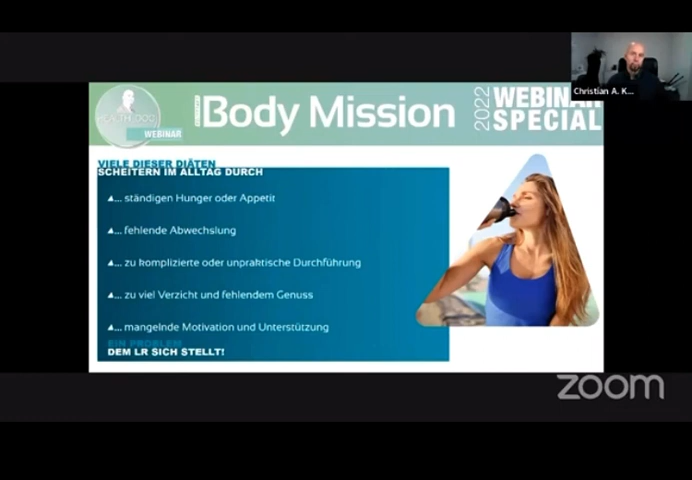 Christian A. K...
HEALTH DOC
WEBINAR
Body Mission
2022
WEBINAR
SPECIAL
VIELE DIESER DIÄTEN
SCHEITERN IM ALLTAG DURCH
... ständigen Hunger oder Appetit
... fehlende Abwechslung
... zu komplizierte oder unpraktische Durchführung
... zu viel Verzicht und fehlendem Genuss
... mangelnde Motivation und Unterstützung
EIN PROBLEM
DEM LR SICH STELLT!
zoom